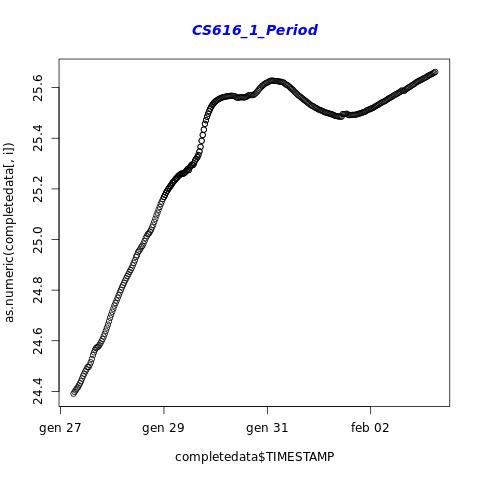 CS616_1_Period
as.numeric(completedata[, i])
25.6
25.4
25.2
25.0
24.8
24.6
24.4
gen 27
gen 29
gen 31
feb 02
completedata$TIMESTAMP